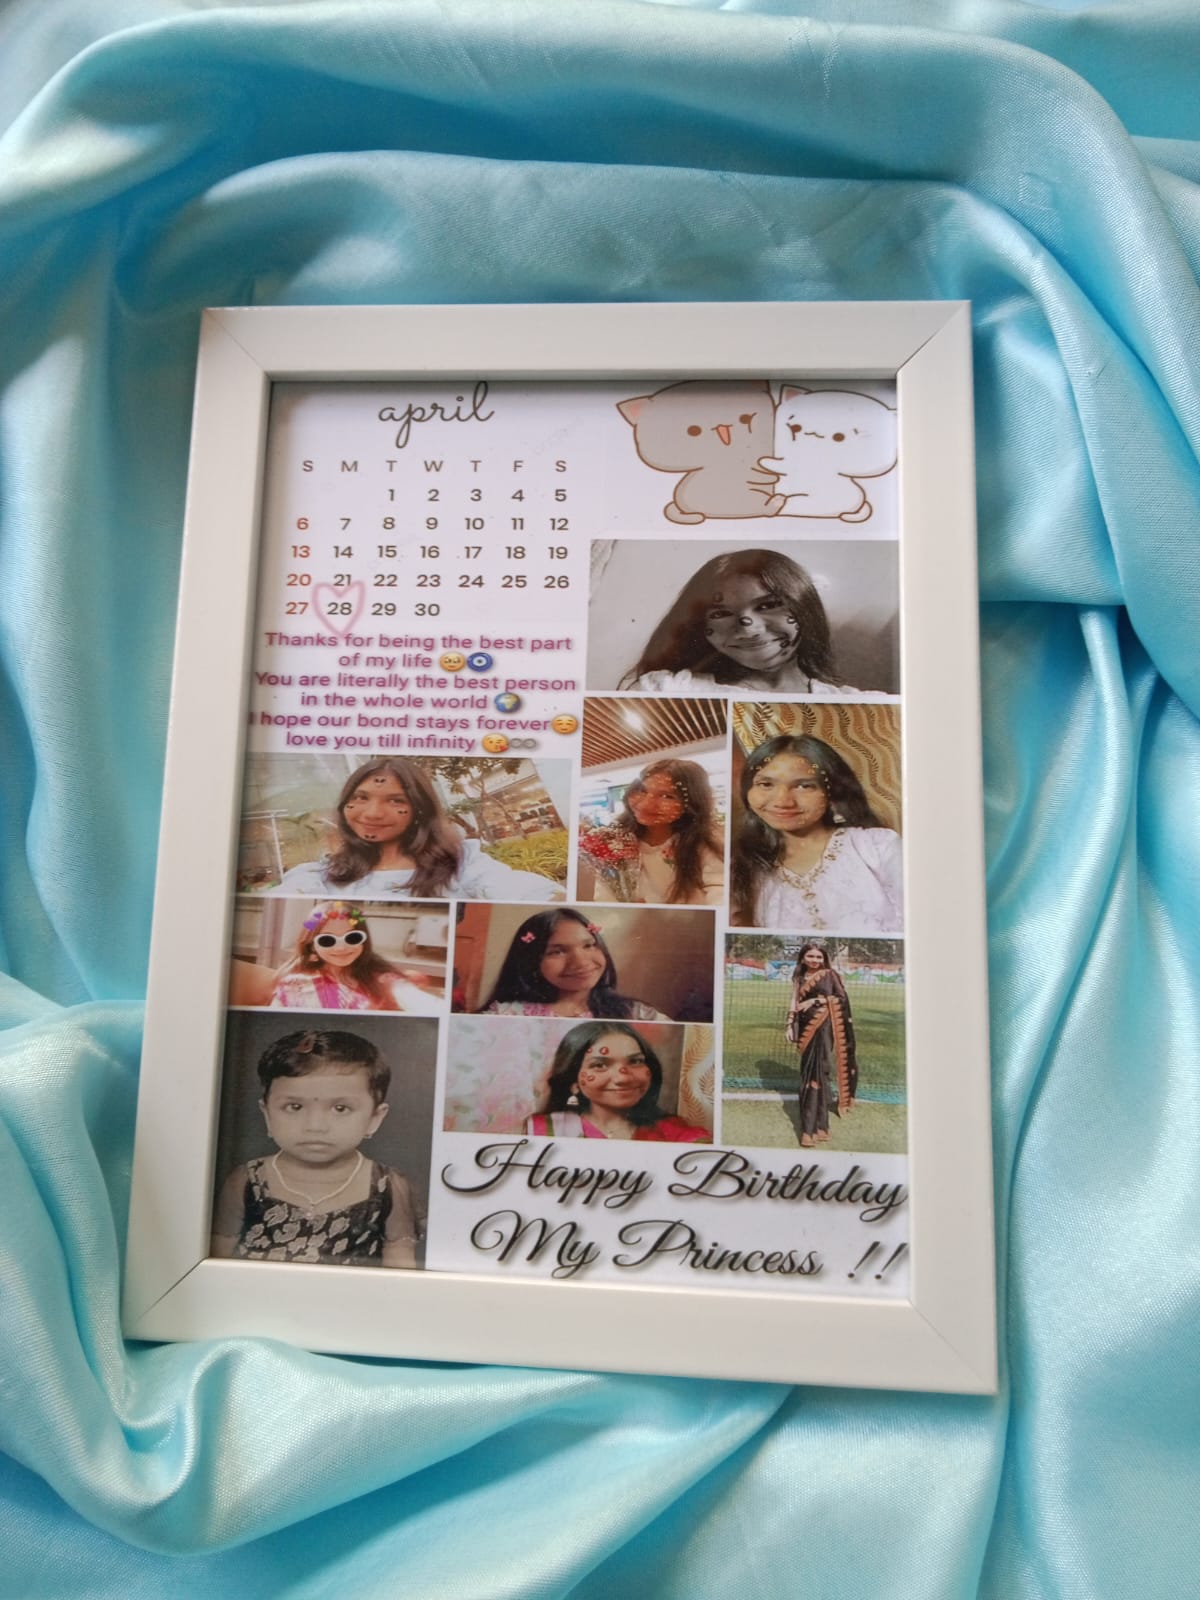 april
S M T W T F S
1 2 3 4 5
6 7 8 9 10 11 12
13 14 15 16 17 18 19
20 21 22 23 24 25 26
27 28 29 30
Thanks for being the best part
of my life 🥹🧿
You are literally the best person
in the whole world 🌍
I hope our bond stays forever☺️
love you till infinity 😘♾
Happy Birthday
My Princess !!